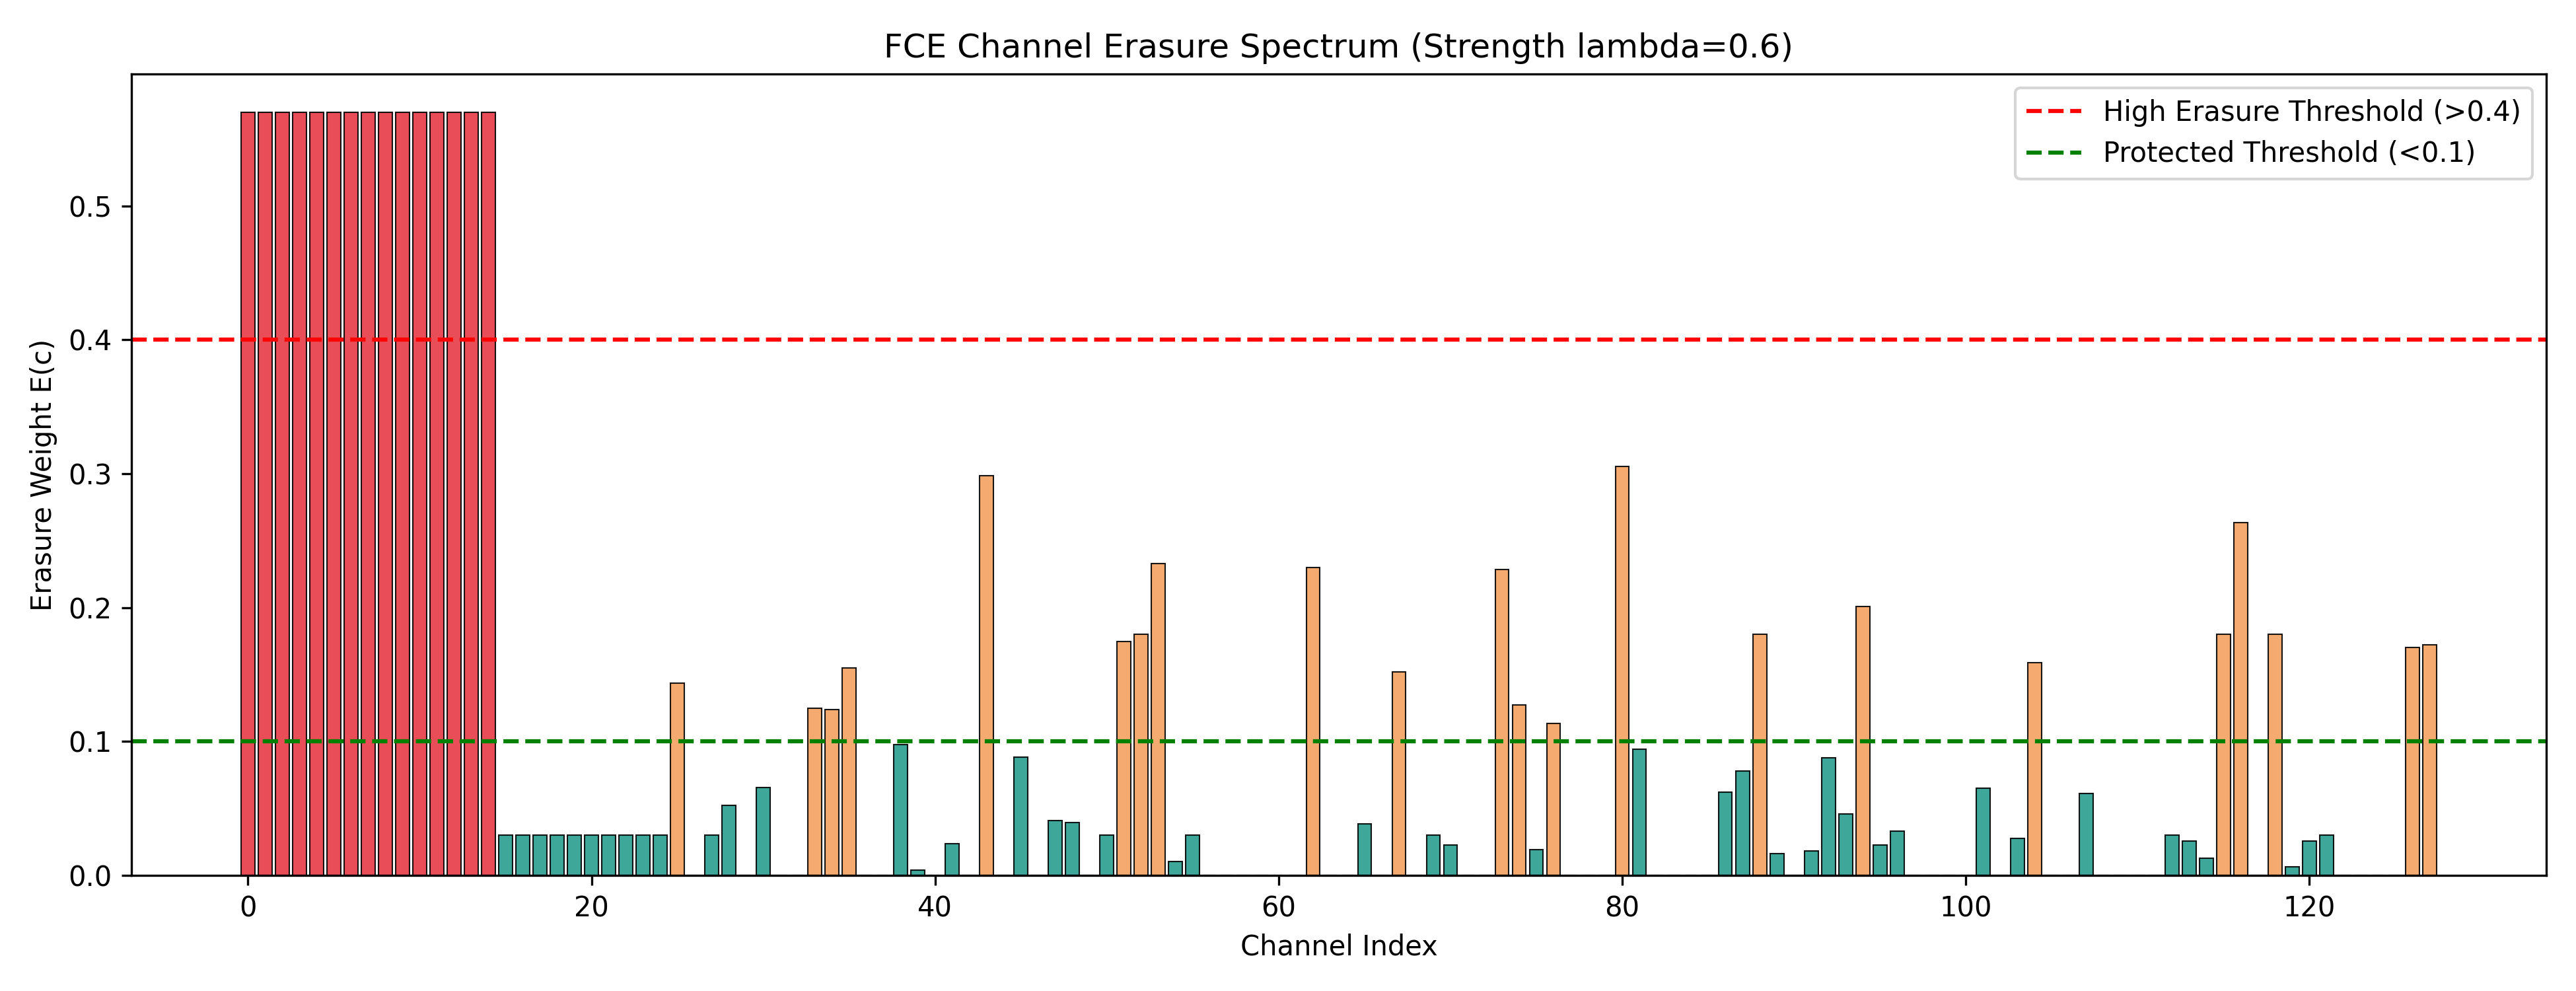 FCE Channel Erasure Spectrum (Strength lambda=0.6)
High Erasure Threshold (>0.4)
Protected Threshold (<0.1)
Erasure Weight E(c)
0.5
0.4
0.3
0.2
0.1
0.0
0 20 40 60 80 100 120
Channel Index